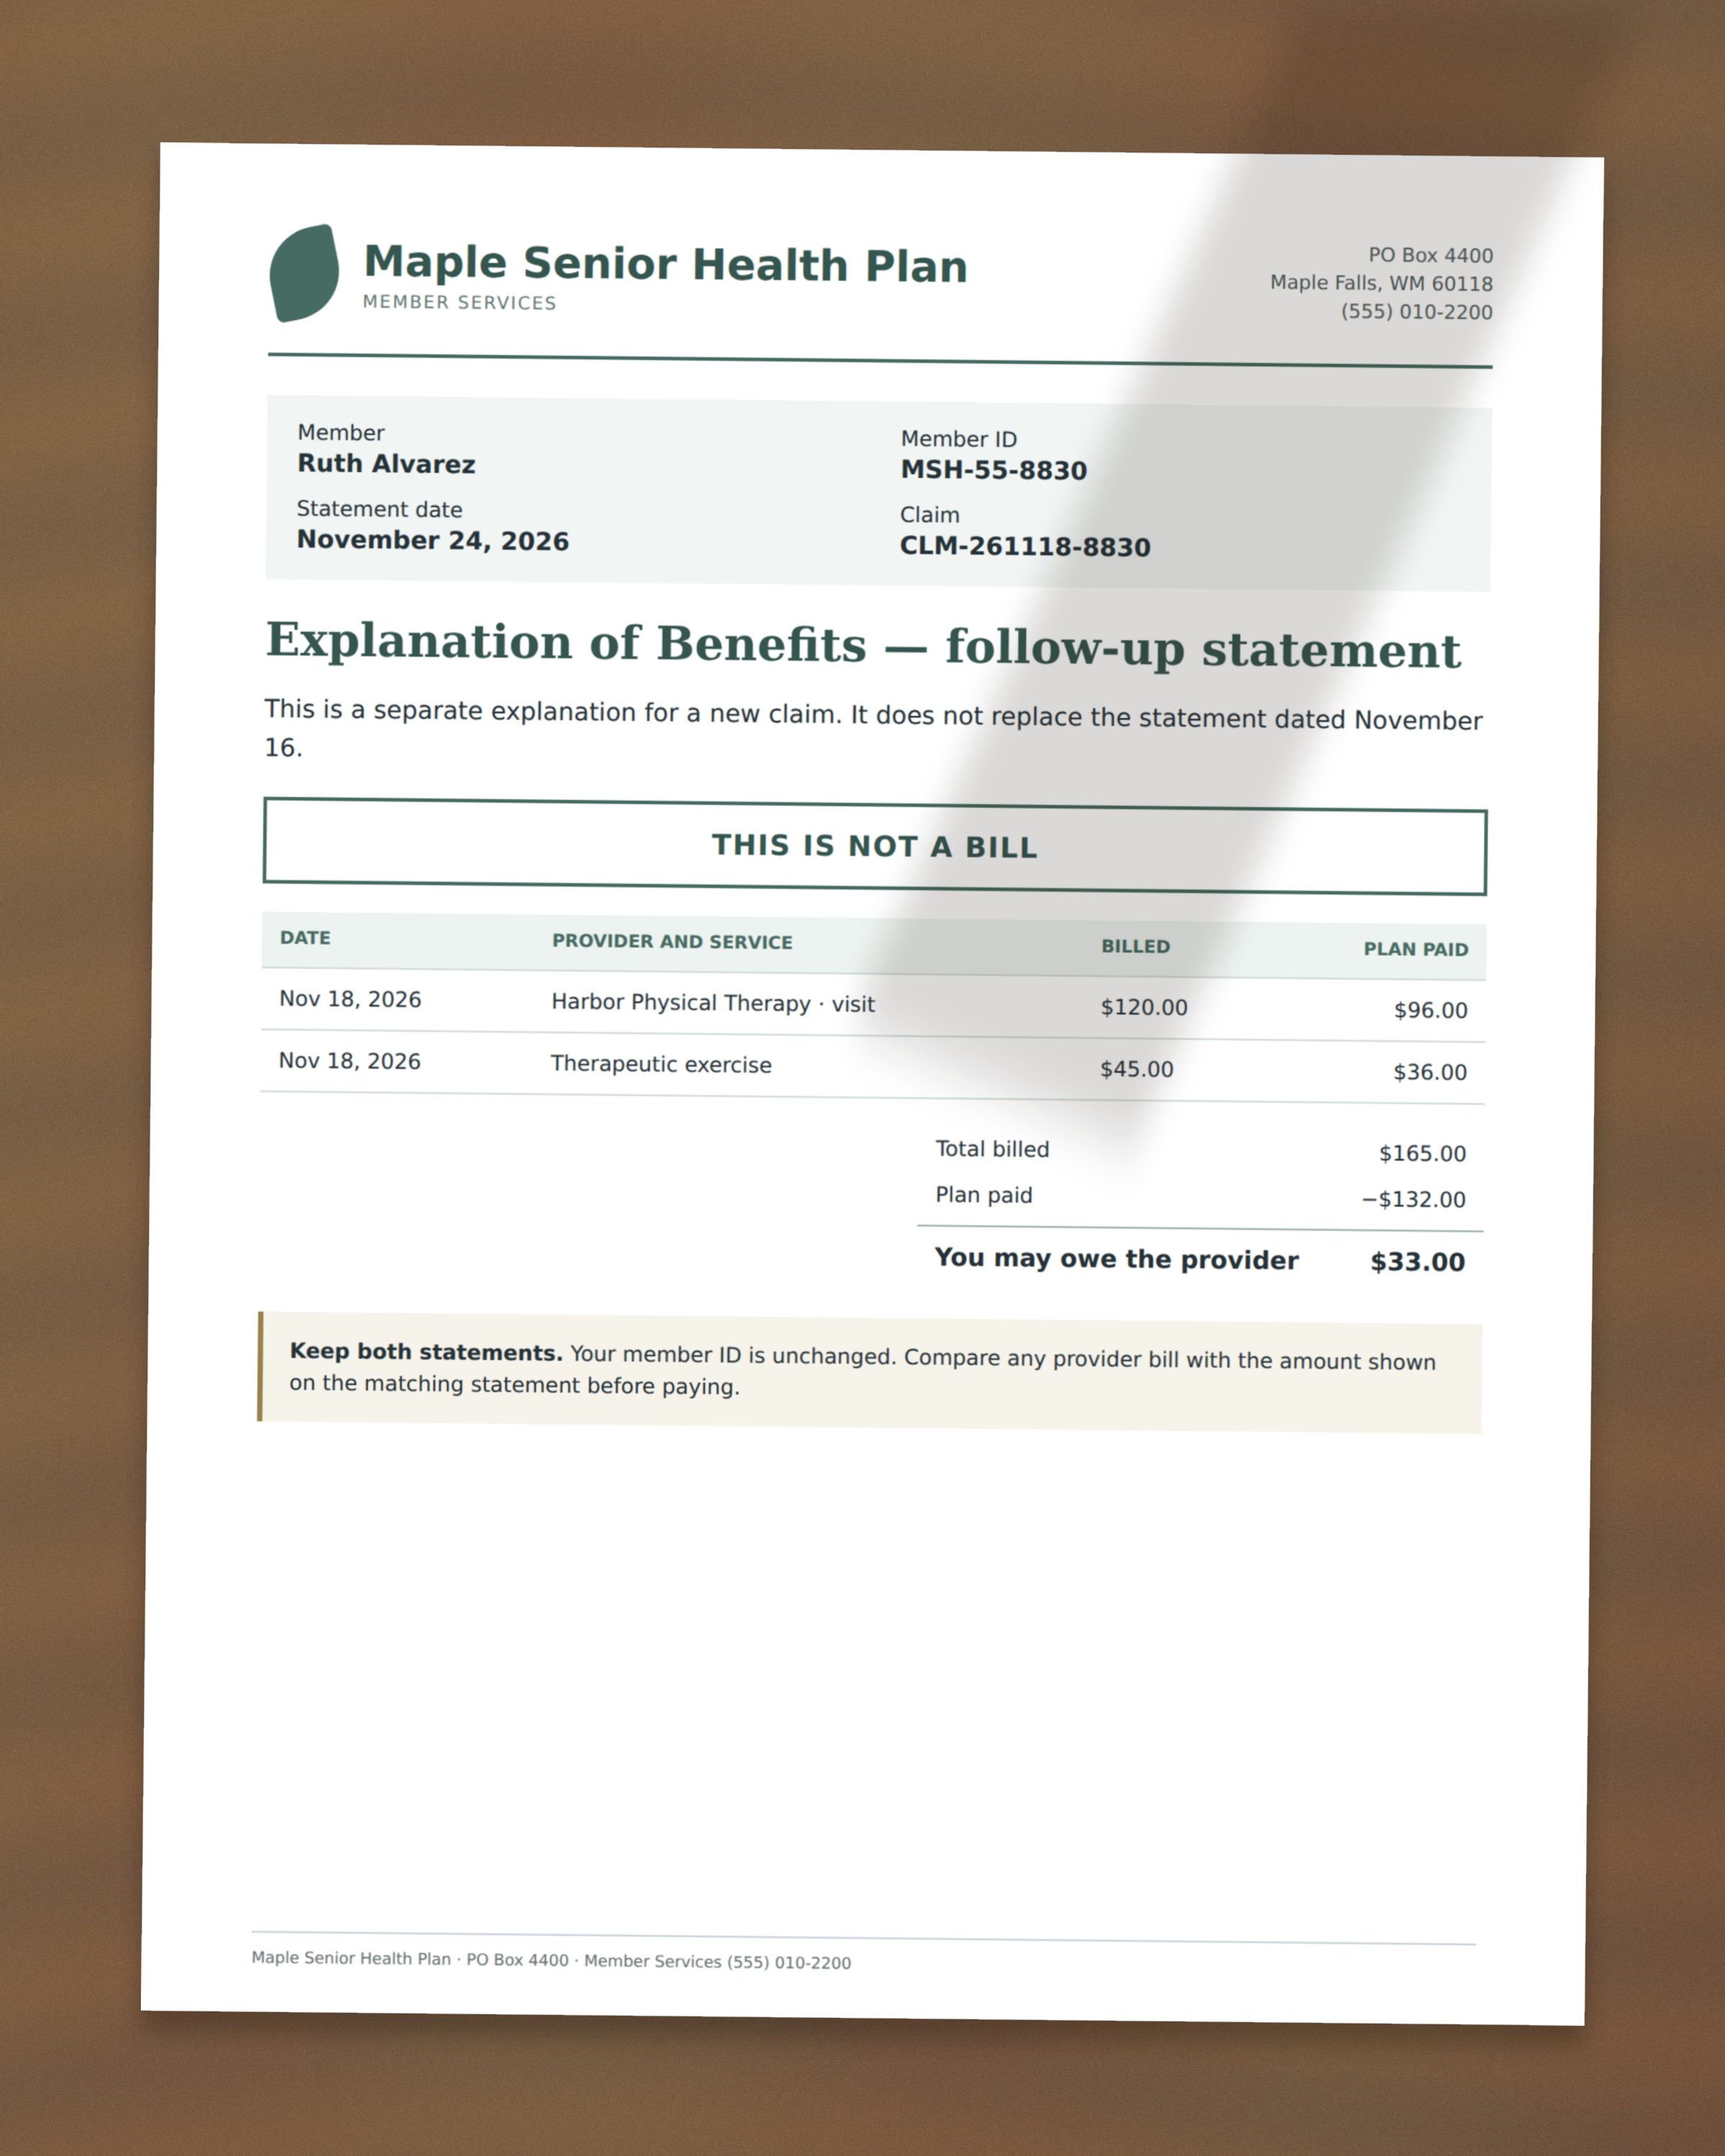 Maple Senior Health Plan
MEMBER SERVICES
PO Box 4400
Maple Falls, WM 60118
(555) 010-2200
Member
Ruth Alvarez
Member ID
MSH-55-8830
Statement date
November 24, 2026
Claim
CLM-261118-8830
Explanation of Benefits — follow-up statement
This is a separate explanation for a new claim. It does not replace the statement dated November
16.
THIS IS NOT A BILL
DATE PROVIDER AND SERVICE BILLED PLAN PAID
Nov 18, 2026 Harbor Physical Therapy · visit $120.00 $96.00
Nov 18, 2026 Therapeutic exercise $45.00 $36.00
Total billed $165.00
Plan paid −$132.00
You may owe the provider $33.00
Keep both statements. Your member ID is unchanged. Compare any provider bill with the amount shown
on the matching statement before paying.
Maple Senior Health Plan · PO Box 4400 · Member Services (555) 010-2200